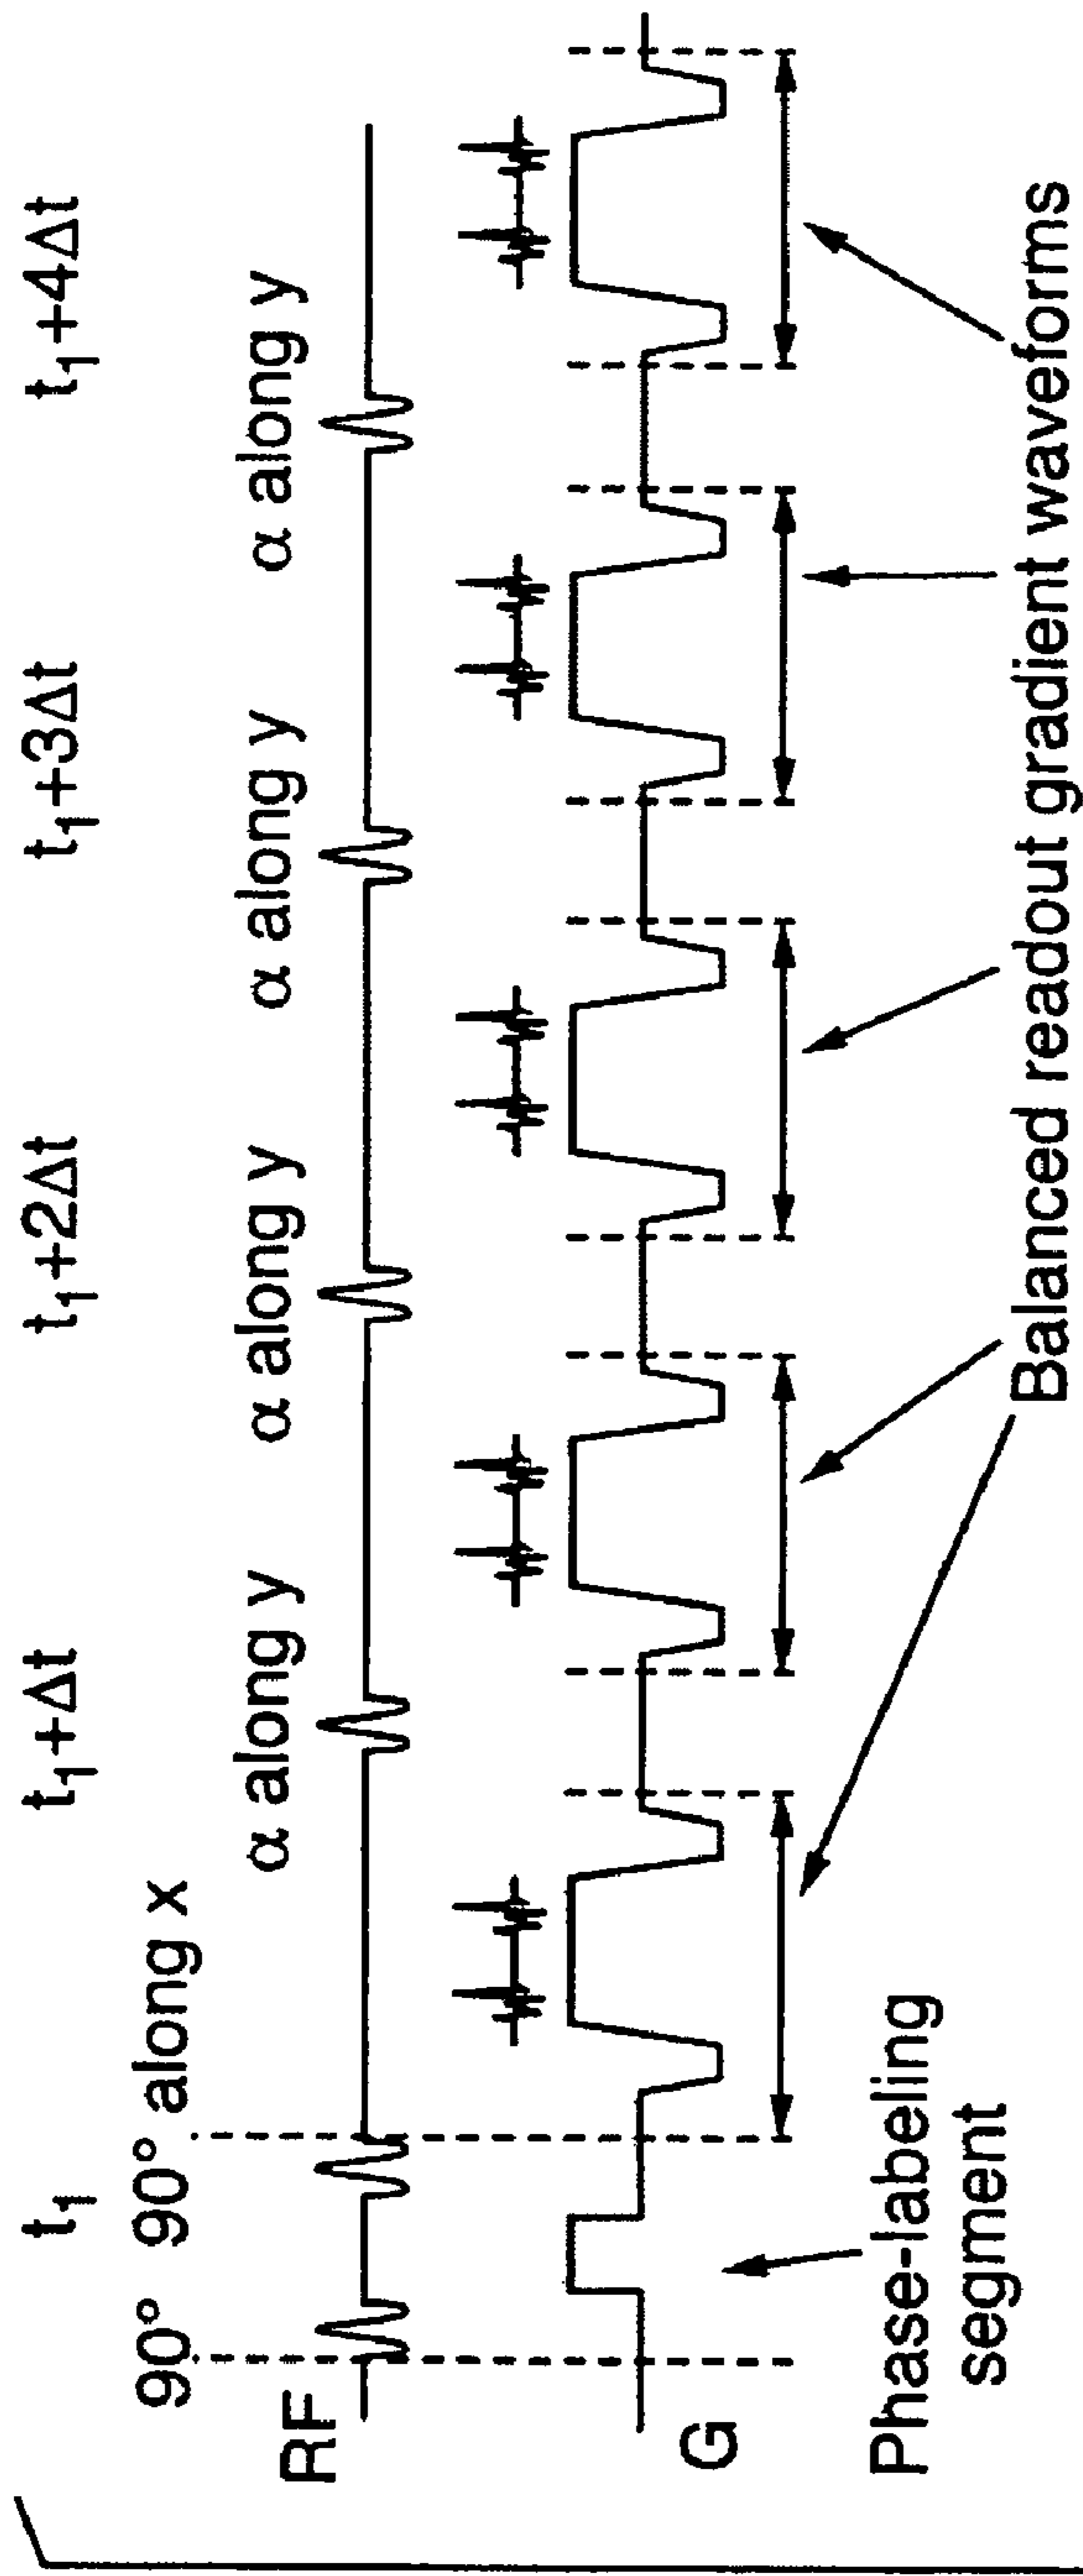 t₁ t₁+Δt t₁+2Δt t₁+3Δt t₁+4Δt
90° 90° along x
α along y α along y α along y α along y
RF
G
Phase-labeling
segment
Balanced readout gradient waveforms